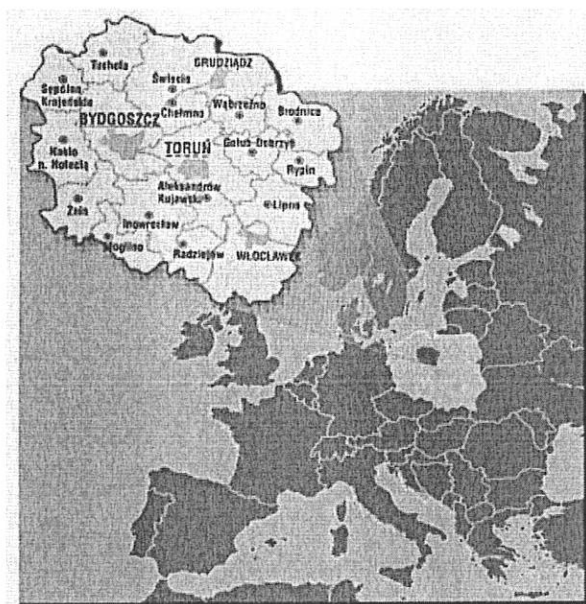 Tuchola
GRUDZIĄDZ
Świecie
Sępólno
Krajeńskie
Chełmno
Wąbrzeźno
Brodnica
BYDGOSZCZ
TORUŃ
Nakło
n. Notecią
Golub-Dobrzyń
Rypin
Aleksandrów
Kujawski
Żnin
Lipno
Inowrocław
Mogilno
Radziejów
WŁOCŁAWEK